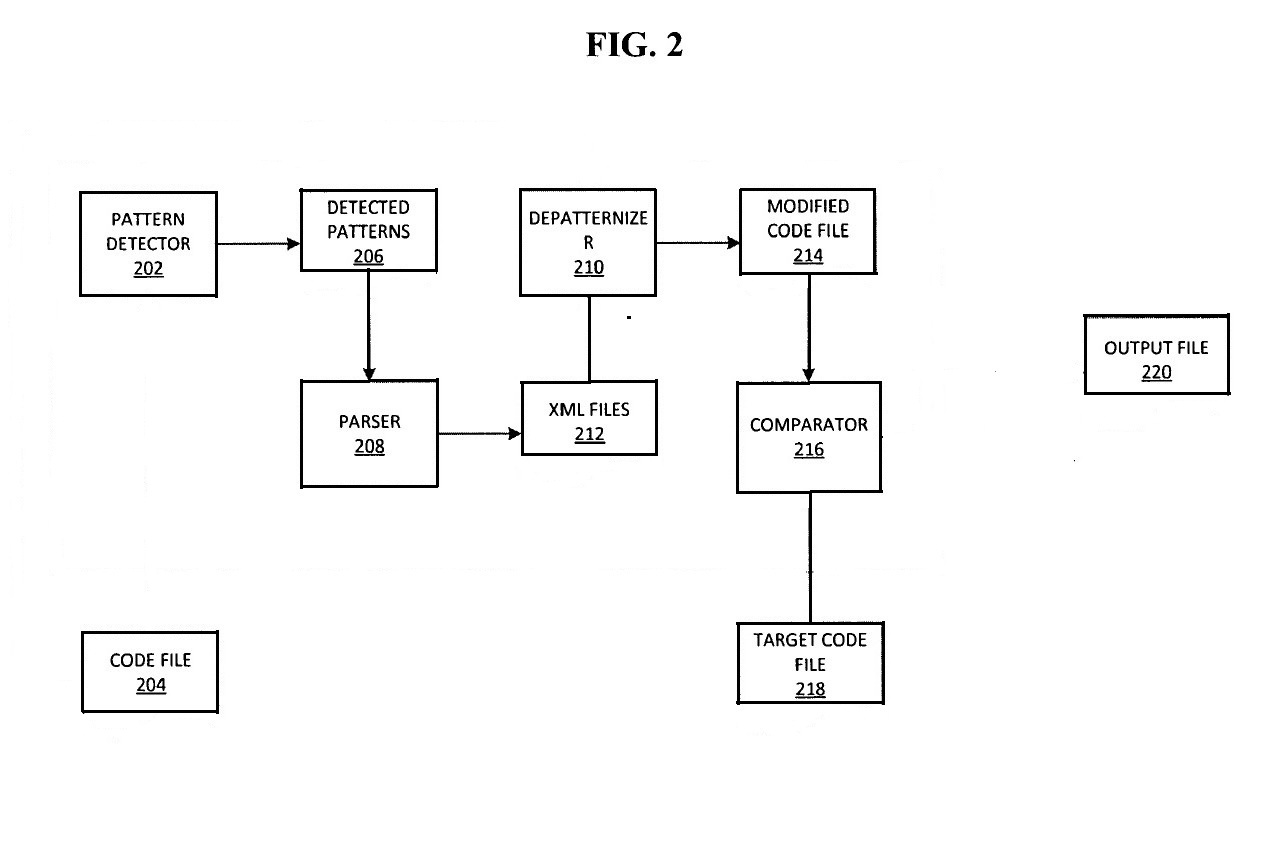 FIG. 2
PATTERN
DETECTOR
202
DETECTED
PATTERNS
206
DEPATTERNIZE
R
210
MODIFIED
CODE FILE
214
OUTPUT FILE
220
PARSER
208
XML FILES
212
COMPARATOR
216
CODE FILE
204
TARGET CODE
FILE
218